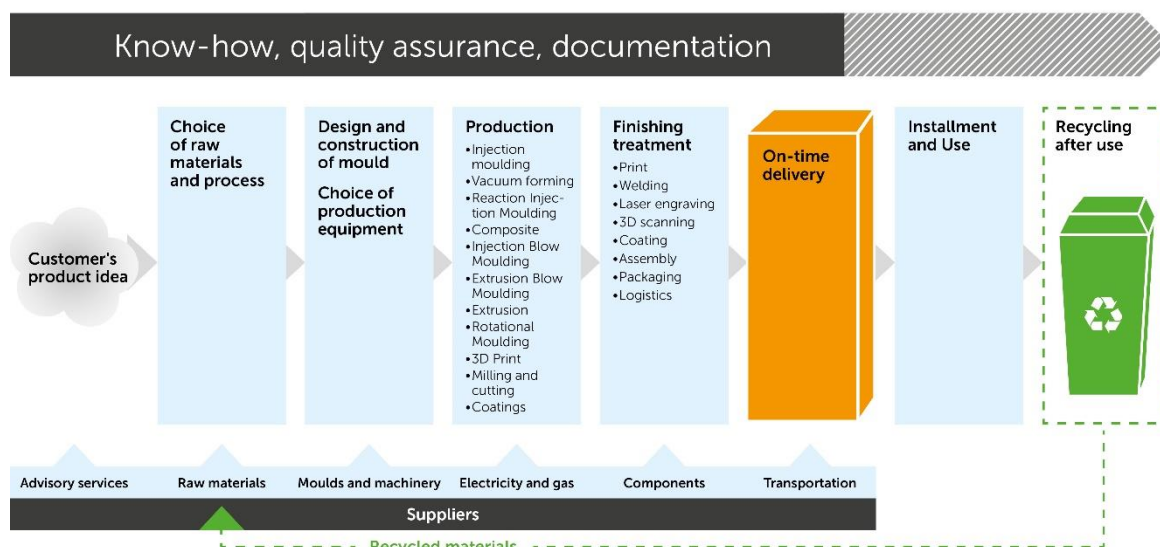 Know-how, quality assurance, documentation
Customer's
product idea
Choice
of raw
materials
and process
Design and
construction
of mould
Choice of
production
equipment
Production
•Injection
moulding
•Vacuum forming
•Reaction Injec-
tion Moulding
•Composite
•Injection Blow
Moulding
•Extrusion Blow
Moulding
•Extrusion
•Rotational
Moulding
•3D Print
•Milling and
cutting
•Coatings
Finishing
treatment
•Print
•Welding
•Laser engraving
•3D scanning
•Coating
•Assembly
•Packaging
•Logistics
On-time
delivery
Installment
and Use
Recycling
after use
Advisory services
Raw materials
Moulds and machinery
Electricity and gas
Components
Transportation
Suppliers
Recycled materials